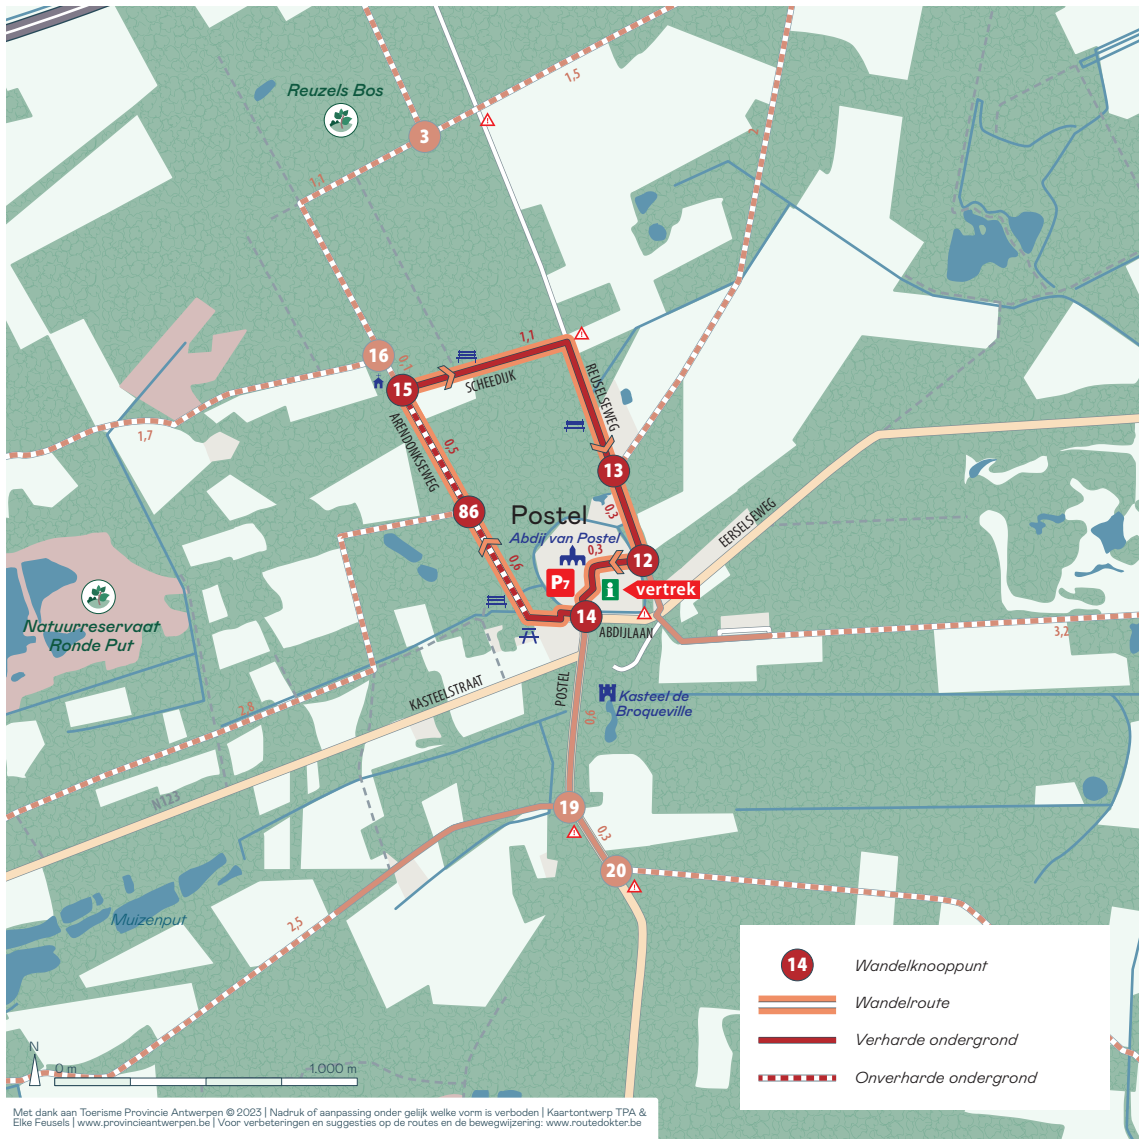 Reuzels Bos
3
1,5
2
1,1
16
0,1
15
1,1
SCHEEDIJK
REUSELSEWEG
ARENDONKSEWEG
0,5
1,7
13
0,3
86
Postel
Abdij van Postel
0,3
12
EERSELSEWEG
0,6
P7
i
vertrek
14
ABDIJLAAN
3,2
Natuurreservaat
Ronde Put
KASTEELSTRAAT
POSTEL
Kasteel de
Broqueville
0,6
2,8
N123
19
0,3
20
Muizenput
2,5
14
Wandelknooppunt
Wandelroute
Verharde ondergrond
Onverharde ondergrond
N
0 m
1.000 m
Met dank aan Toerisme Provincie Antwerpen © 2023 | Nadruk of aanpassing onder gelijk welke vorm is verboden | Kaartontwerp TPA &
Elke Feusels | www.provincieantwerpen.be | Voor verbeteringen en suggesties op de routes en de bewegwijzering: www.routedokter.be